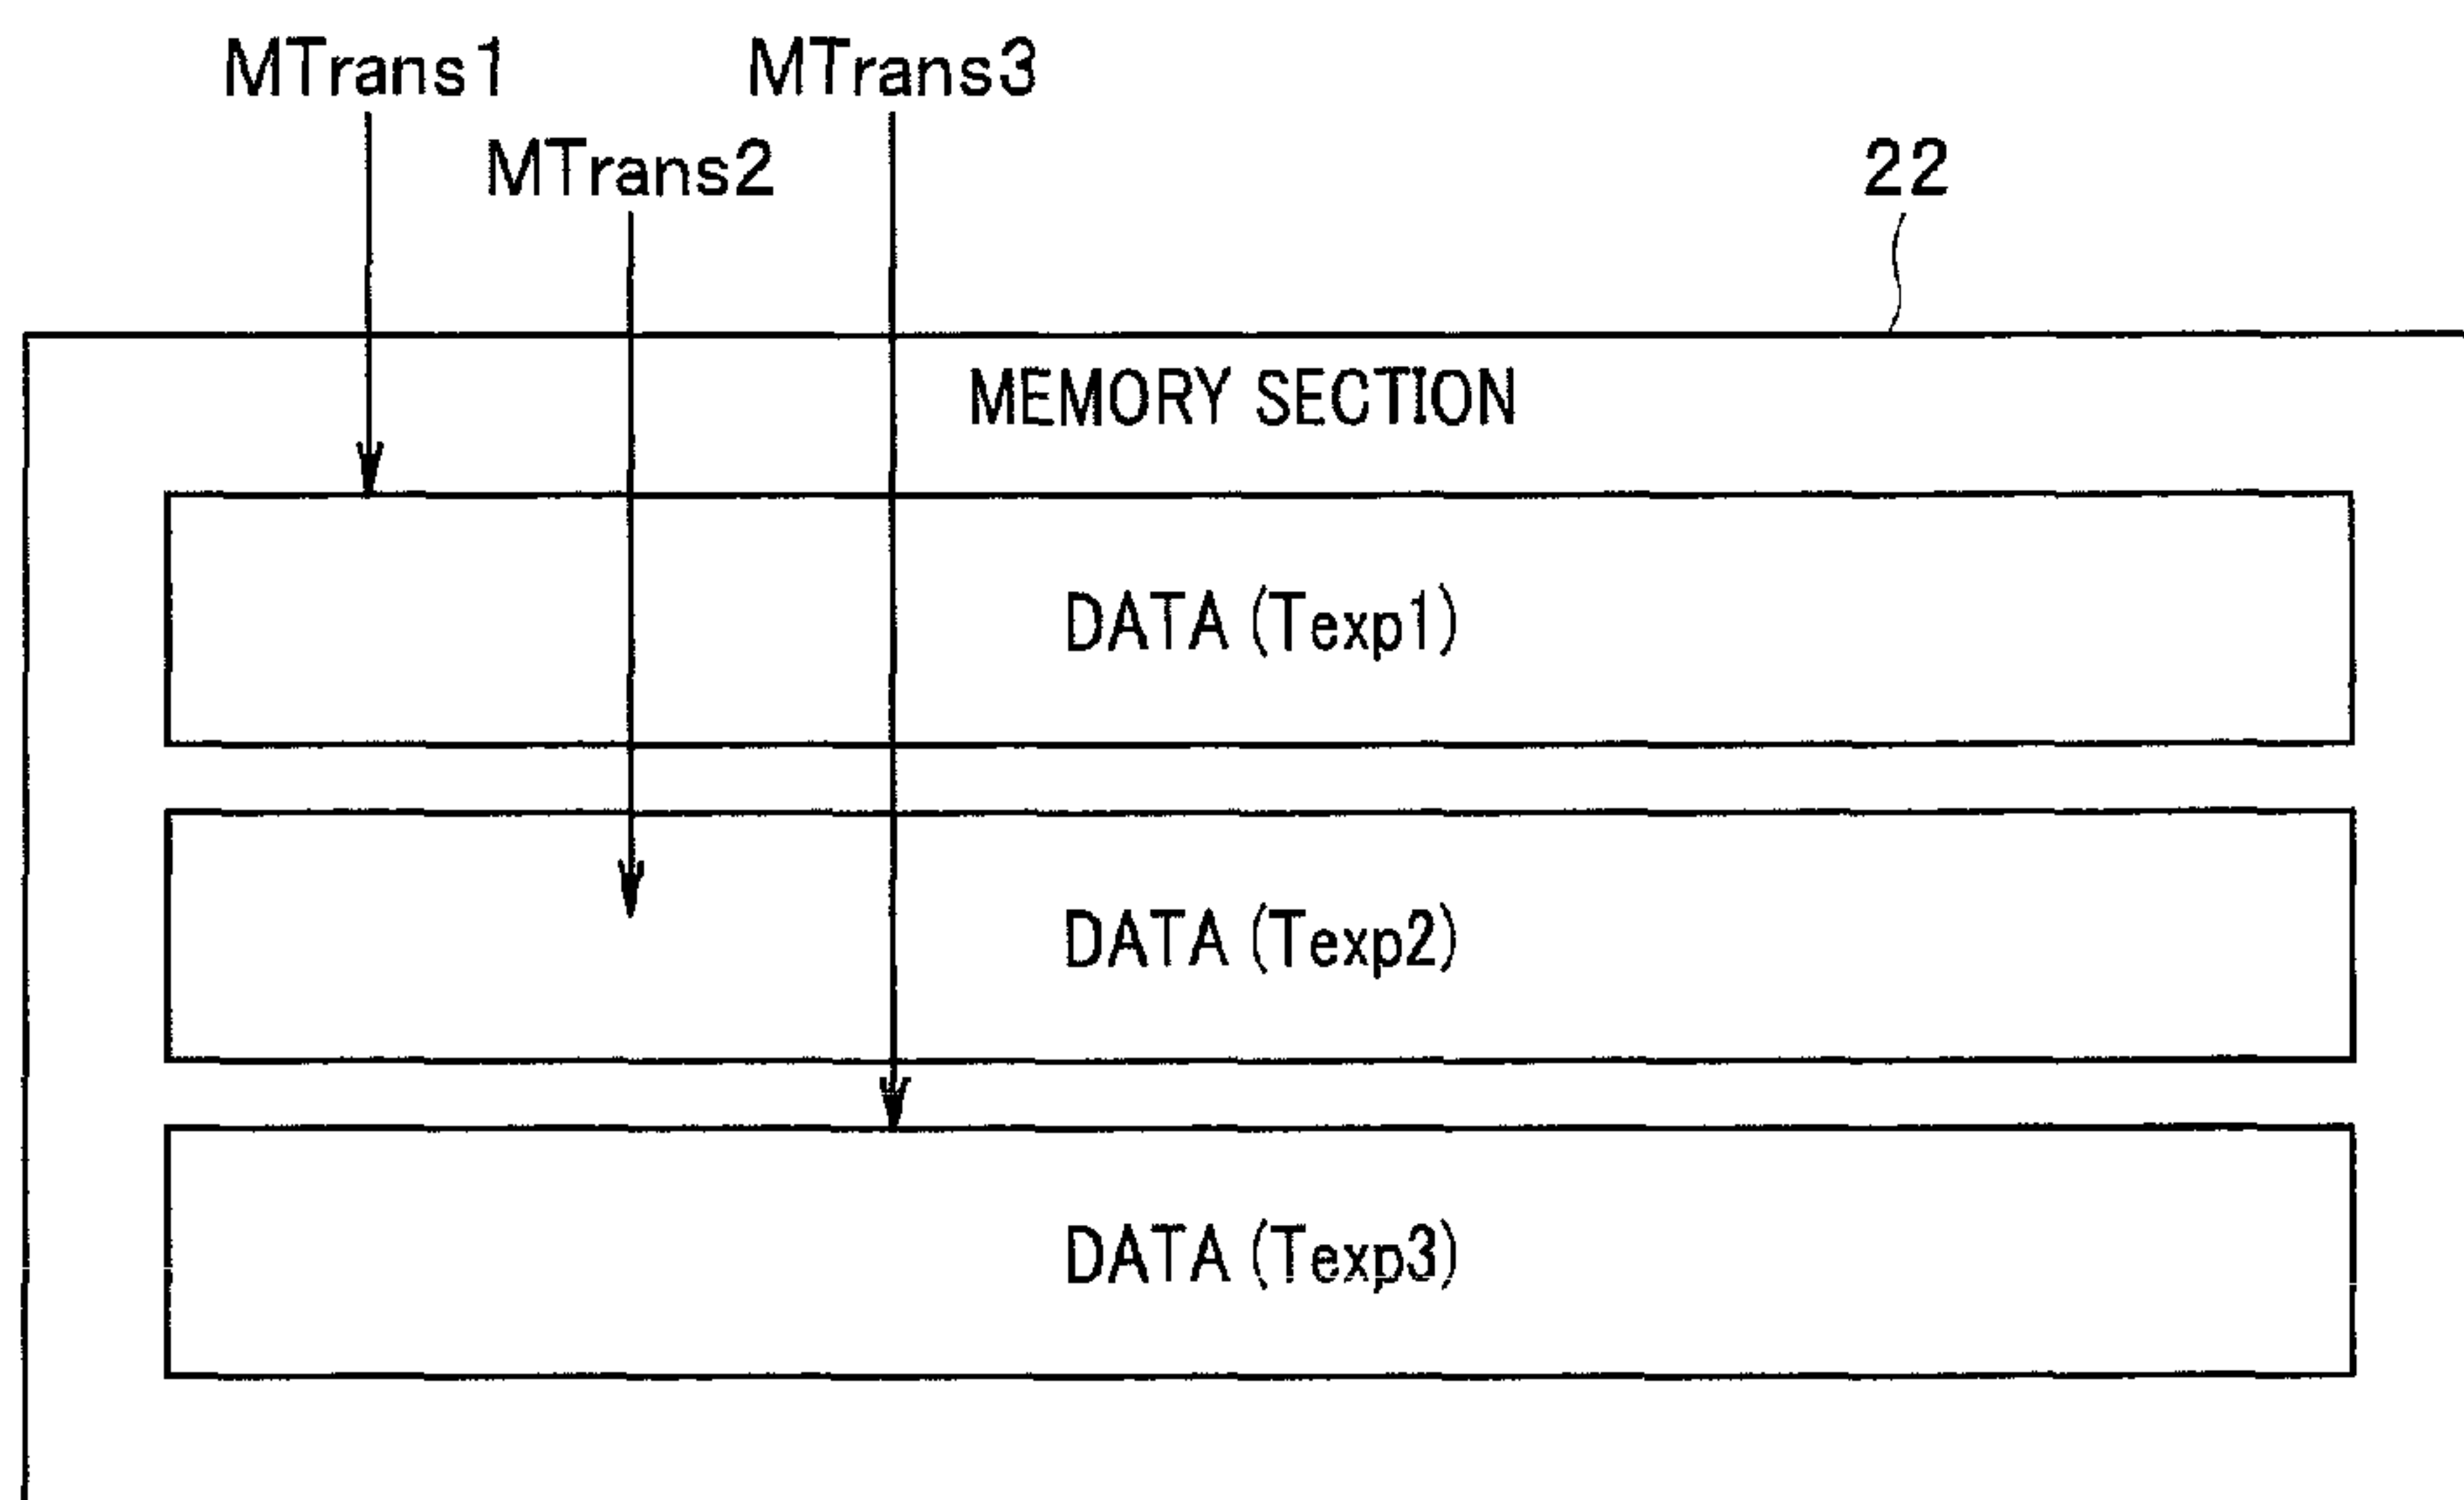 MTrans1
MTrans3
MTrans2
22
MEMORY SECTION
DATA (Texp1)
DATA (Texp2)
DATA (Texp3)